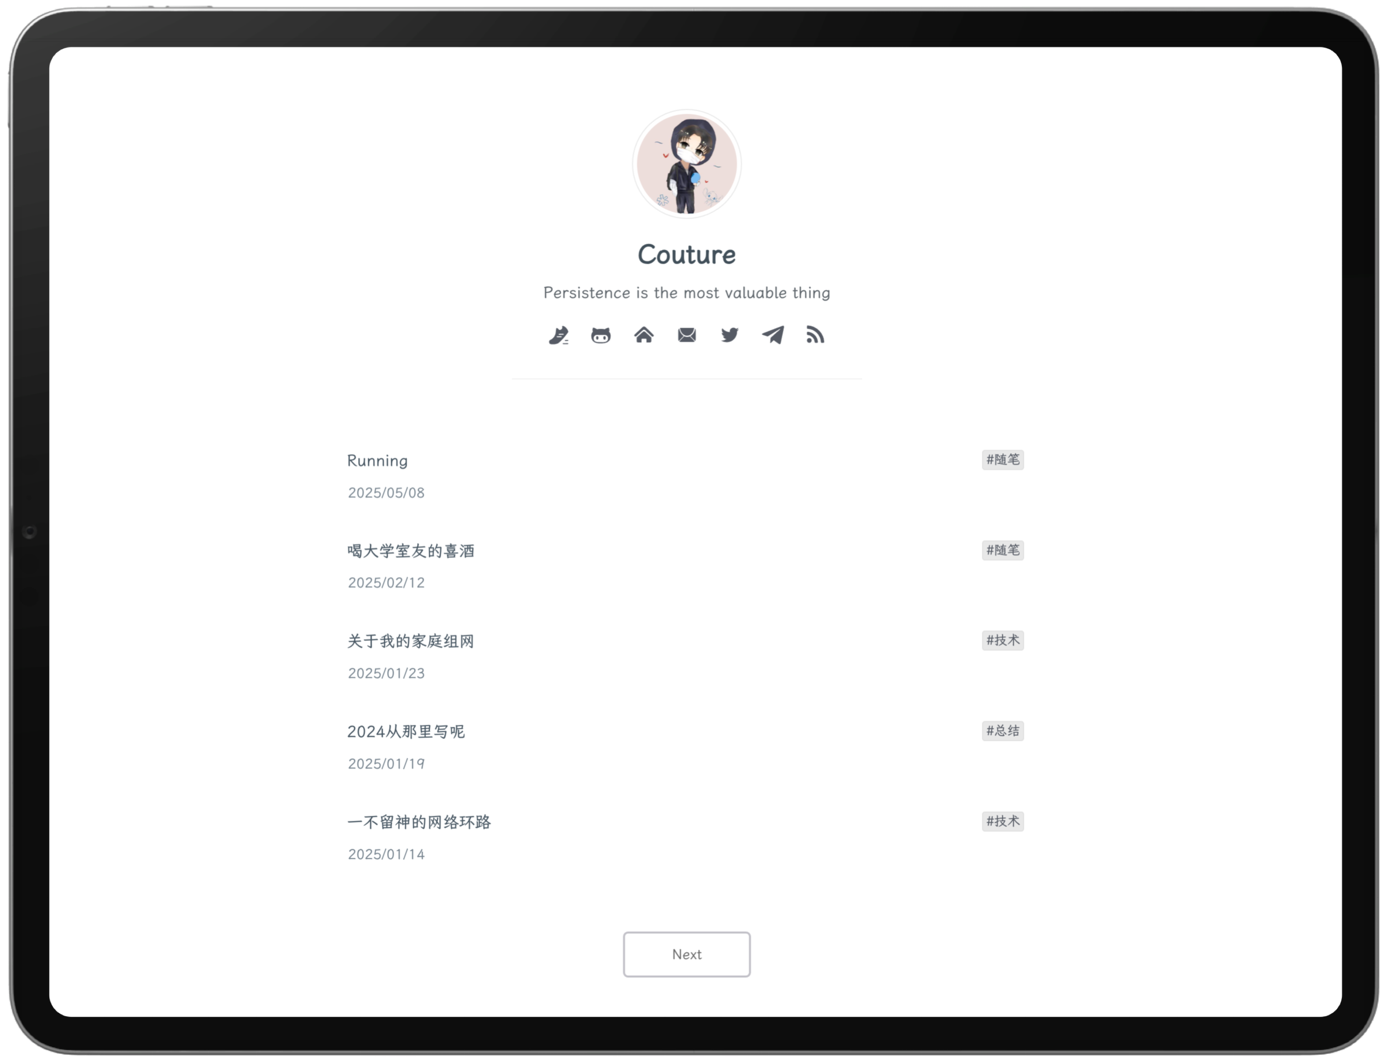 Couture
Persistence is the most valuable thing
Running #随笔
2025/05/08
喝大学室友的喜酒 #随笔
2025/02/12
关于我的家庭组网 #技术
2025/01/23
2024从那里写呢 #总结
2025/01/19
一不留神的网络环路 #技术
2025/01/14
Next